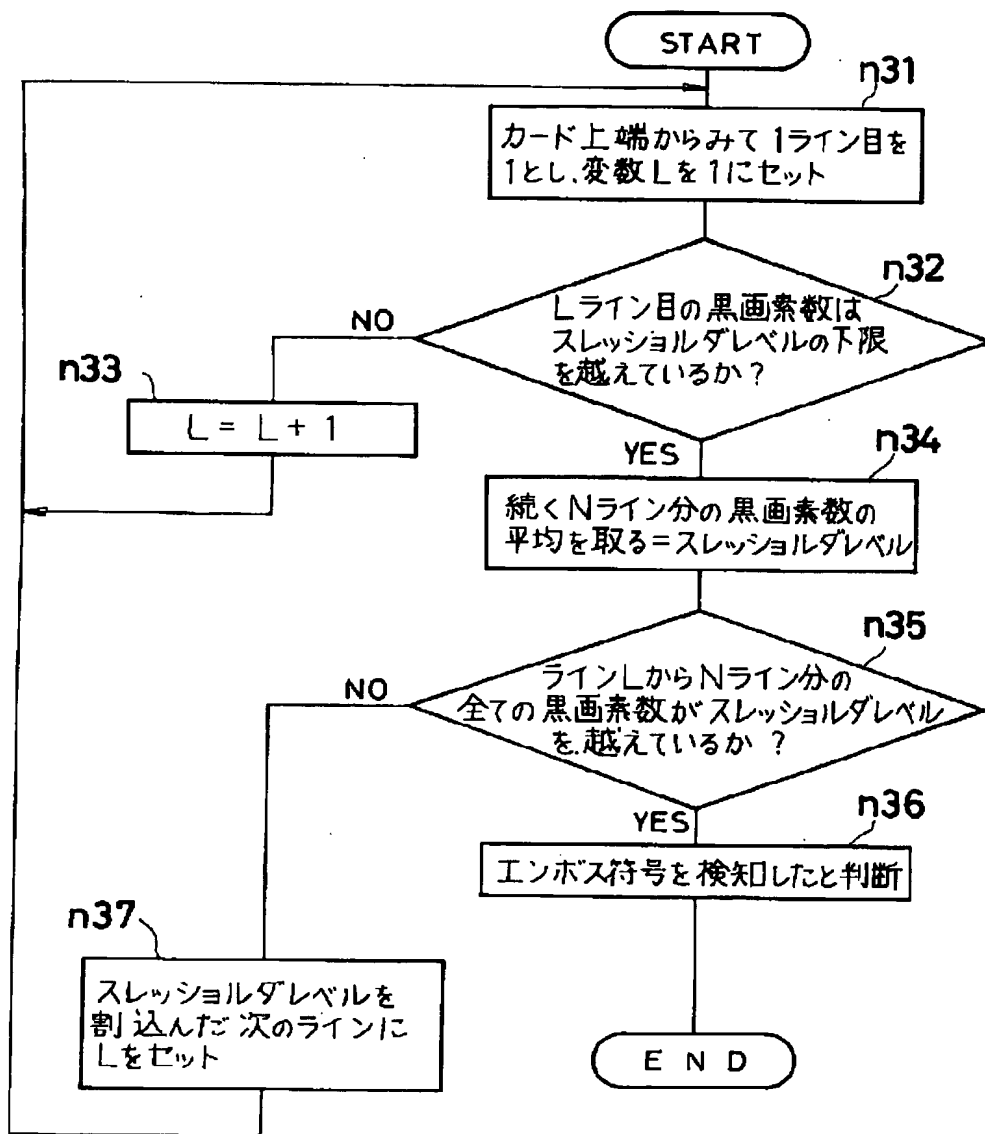 START
n31
カード上端からみて1ライン目を
1とし、変数Lを1にセット
n32
Lライン目の黒画素数は
スレッショルダレベルの下限
を越えているか?
NO
n33
L = L + 1
YES
n34
続くNライン分の黒画素数の
平均を取る=スレッショルダレベル
n35
ラインLからNライン分の
全ての黒画素数がスレッショルダレベル
を越えているか?
NO
YES
n36
エンボス符号を検知したと判断
n37
スレッショルダレベルを
割込んだ次のラインに
Lをセット
END